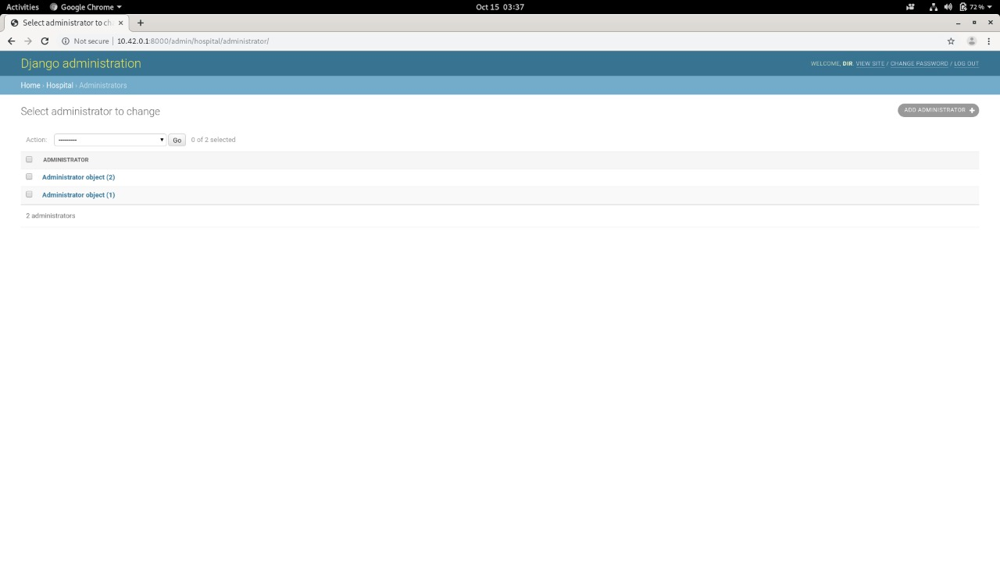 Activities Google Chrome Oct 15 03:37 72 %
Select administrator to ch
Not secure 10.42.0.1:8000/admin/hospital/administrator/
Django administration
WELCOME, DIR. VIEW SITE / CHANGE PASSWORD / LOG OUT
Home › Hospital › Administrators
Select administrator to change
ADD ADMINISTRATOR
Action: --------- Go 0 of 2 selected
ADMINISTRATOR
Administrator object (2)
Administrator object (1)
2 administrators